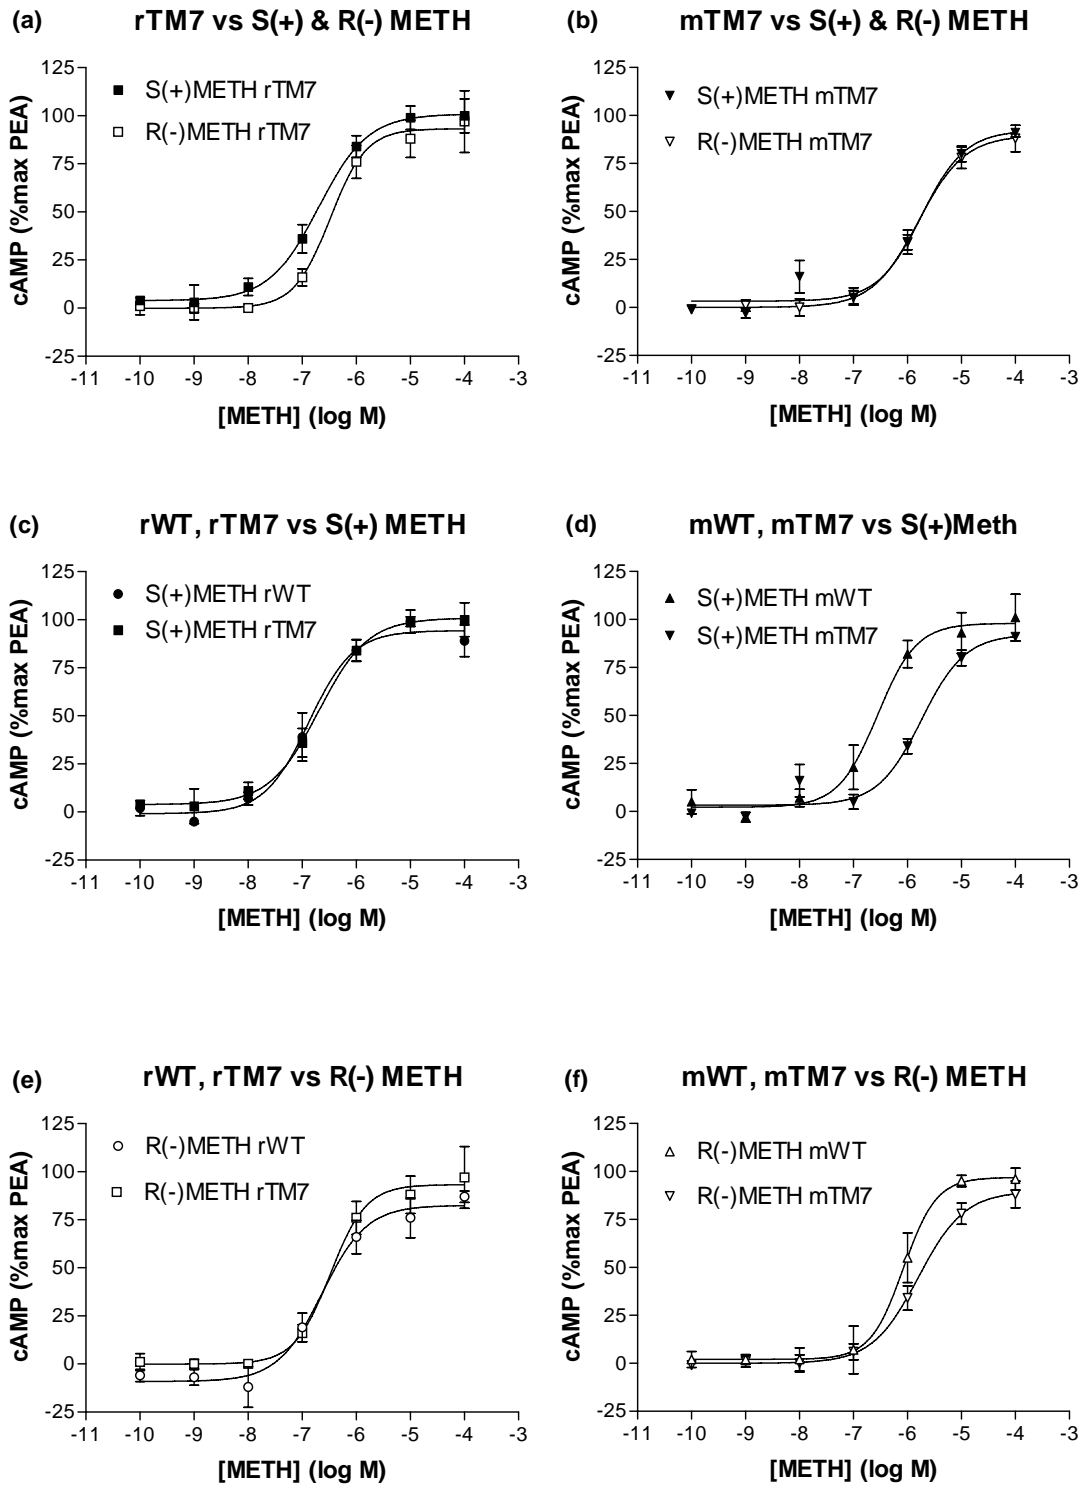 (a) rTM7 vs S(+) & R(-) METH
S(+)METH rTM7
R(-)METH rTM7
cAMP (%max PEA)
125
100
75
50
25
0
-25
-11 -10 -9 -8 -7 -6 -5 -4 -3
[METH] (log M)
(b) mTM7 vs S(+) & R(-) METH
S(+)METH mTM7
R(-)METH mTM7
cAMP (%max PEA)
125
100
75
50
25
0
-25
-11 -10 -9 -8 -7 -6 -5 -4 -3
[METH] (log M)
(c) rWT, rTM7 vs S(+) METH
S(+)METH rWT
S(+)METH rTM7
cAMP (%max PEA)
125
100
75
50
25
0
-25
-11 -10 -9 -8 -7 -6 -5 -4 -3
[METH] (log M)
(d) mWT, mTM7 vs S(+)Meth
S(+)METH mWT
S(+)METH mTM7
cAMP (%max PEA)
125
100
75
50
25
0
-25
-11 -10 -9 -8 -7 -6 -5 -4 -3
[METH] (log M)
(e) rWT, rTM7 vs R(-) METH
R(-)METH rWT
R(-)METH rTM7
cAMP (%max PEA)
125
100
75
50
25
0
-25
-11 -10 -9 -8 -7 -6 -5 -4 -3
[METH] (log M)
(f) mWT, mTM7 vs R(-) METH
R(-)METH mWT
R(-)METH mTM7
cAMP (%max PEA)
125
100
75
50
25
0
-25
-11 -10 -9 -8 -7 -6 -5 -4 -3
[METH] (log M)